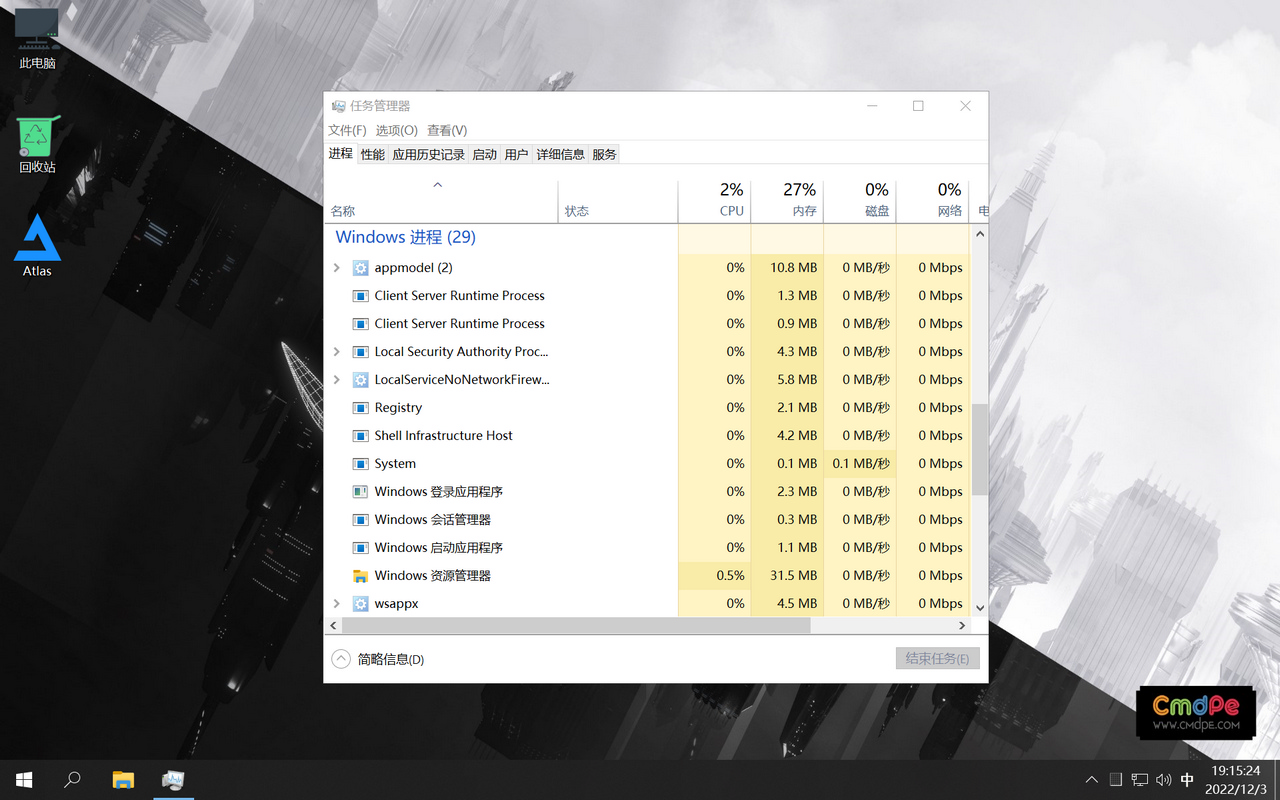 此电脑
回收站
Atlas
任务管理器
文件(F) 选项(O) 查看(V)
进程 性能 应用历史记录 启动 用户 详细信息 服务
2% 27% 0% 0%
名称 状态 CPU 内存 磁盘 网络 电
Windows 进程 (29)
appmodel (2) 0% 10.8 MB 0 MB/秒 0 Mbps
Client Server Runtime Process 0% 1.3 MB 0 MB/秒 0 Mbps
Client Server Runtime Process 0% 0.9 MB 0 MB/秒 0 Mbps
Local Security Authority Proc... 0% 4.3 MB 0 MB/秒 0 Mbps
LocalServiceNoNetworkFirew... 0% 5.8 MB 0 MB/秒 0 Mbps
Registry 0% 2.1 MB 0 MB/秒 0 Mbps
Shell Infrastructure Host 0% 4.2 MB 0 MB/秒 0 Mbps
System 0% 0.1 MB 0.1 MB/秒 0 Mbps
Windows 登录应用程序 0% 2.3 MB 0 MB/秒 0 Mbps
Windows 会话管理器 0% 0.3 MB 0 MB/秒 0 Mbps
Windows 启动应用程序 0% 1.1 MB 0 MB/秒 0 Mbps
Windows 资源管理器 0.5% 31.5 MB 0 MB/秒 0 Mbps
wsappx 0% 4.5 MB 0 MB/秒 0 Mbps
简略信息(D) 结束任务(E)
CmdPe
WWW.CMDPE.COM
中
19:15:24
2022/12/3